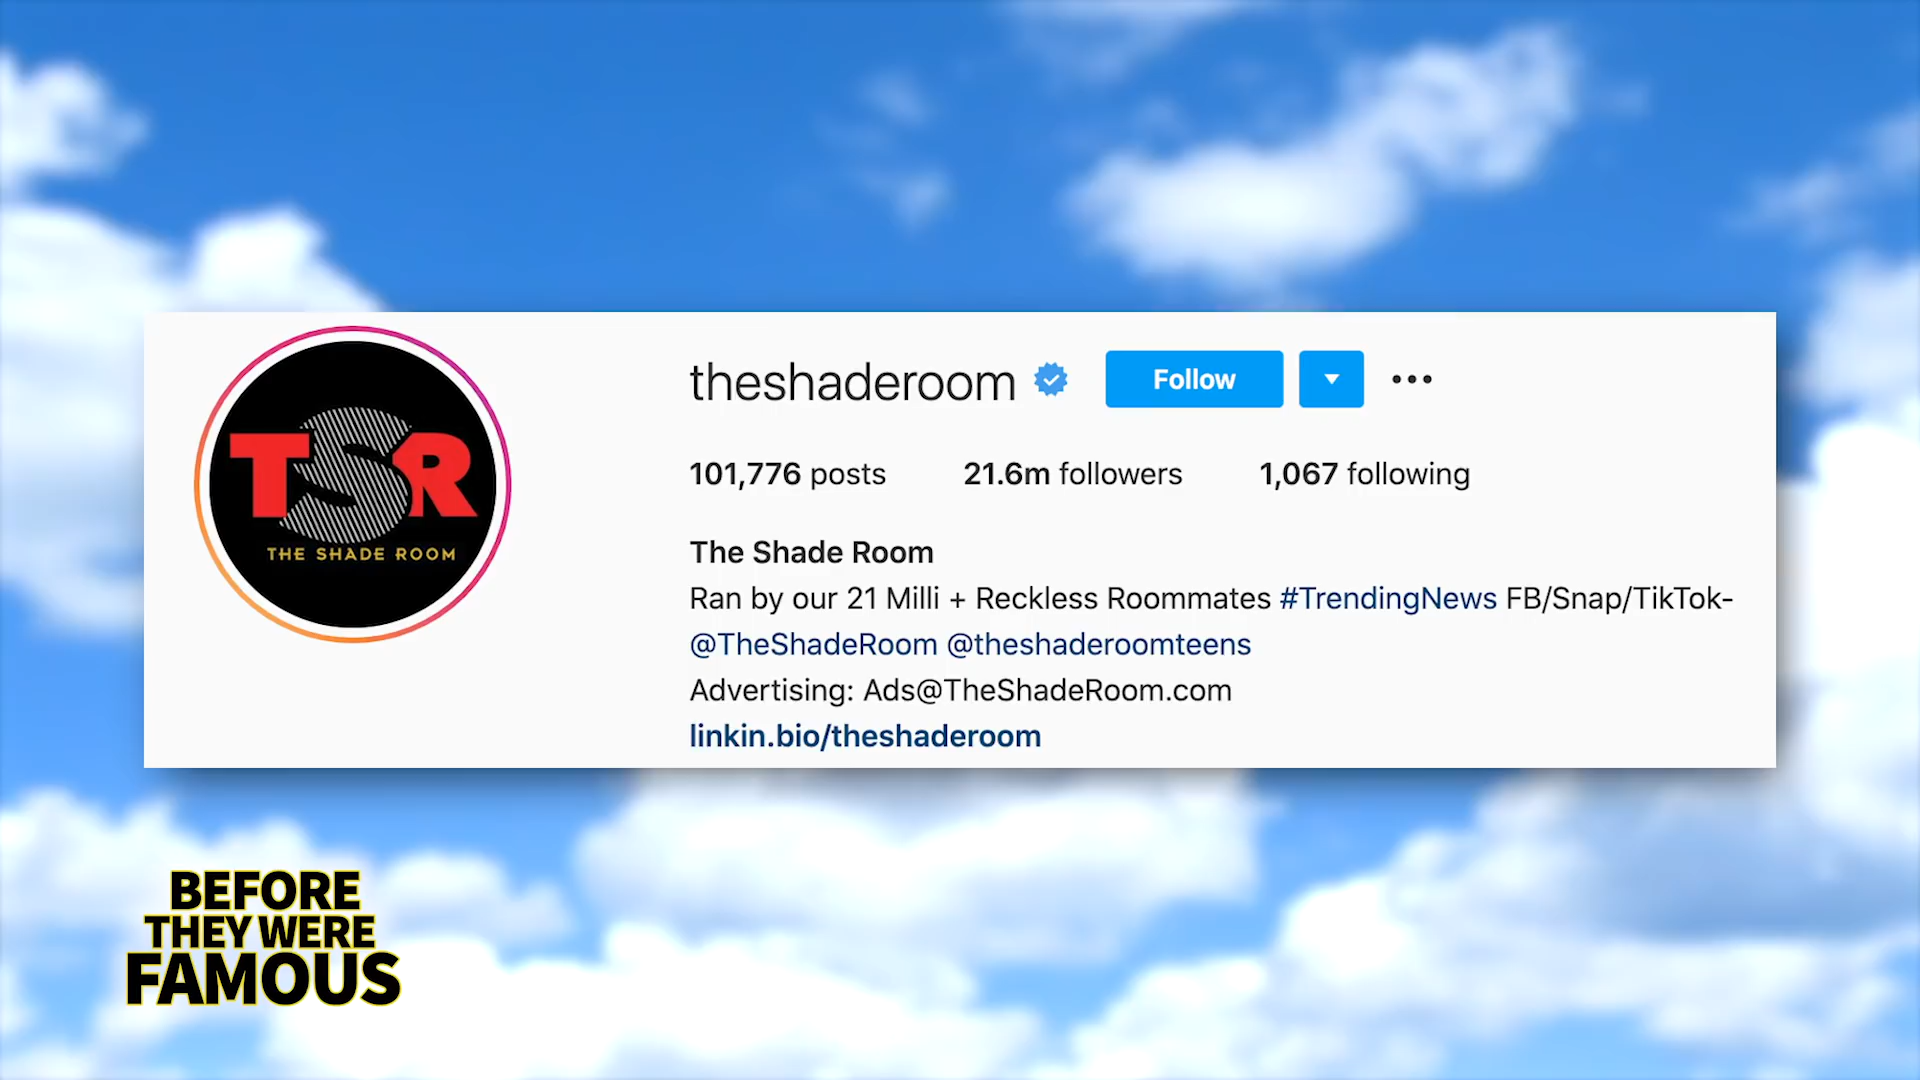 TSR
THE SHADE ROOM
theshaderoom Follow
101,776 posts 21.6m followers 1,067 following
The Shade Room
Ran by our 21 Milli + Reckless Roommates #TrendingNews FB/Snap/TikTok-
@TheShadeRoom @theshaderoomteens
Advertising: Ads@TheShadeRoom.com
linkin.bio/theshaderoom
BEFORE
THEY WERE
FAMOUS